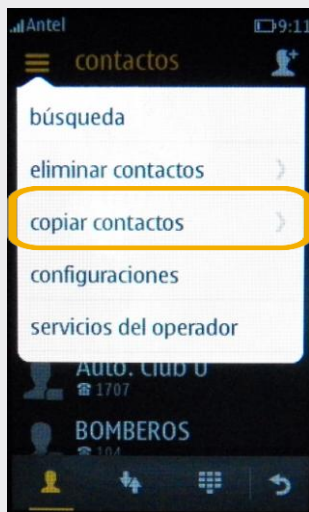 Antel 9:11
contactos
búsqueda
eliminar contactos
copiar contactos
configuraciones
servicios del operador
Auto. Club U
1707
BOMBEROS
104